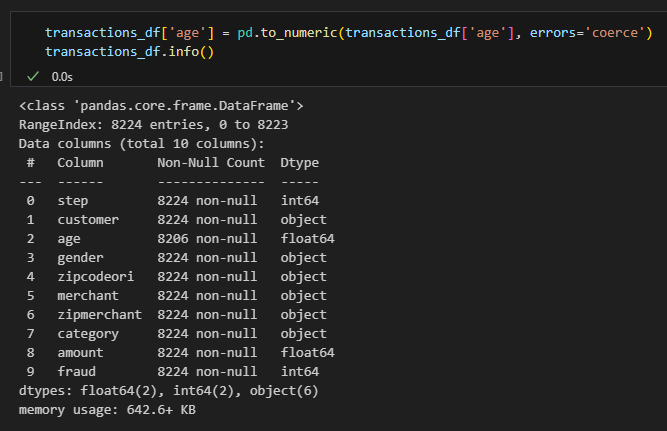 transactions_df['age'] = pd.to_numeric(transactions_df['age'], errors='coerce')
transactions_df.info()
0.0s
<class 'pandas.core.frame.DataFrame'>
RangeIndex: 8224 entries, 0 to 8223
Data columns (total 10 columns):
 #   Column       Non-Null Count  Dtype
---  ------       --------------  -----
 0   step         8224 non-null   int64
 1   customer     8224 non-null   object
 2   age          8206 non-null   float64
 3   gender       8224 non-null   object
 4   zipcodeori   8224 non-null   object
 5   merchant     8224 non-null   object
 6   zipmerchant  8224 non-null   object
 7   category     8224 non-null   object
 8   amount       8224 non-null   float64
 9   fraud        8224 non-null   int64
dtypes: float64(2), int64(2), object(6)
memory usage: 642.6+ KB